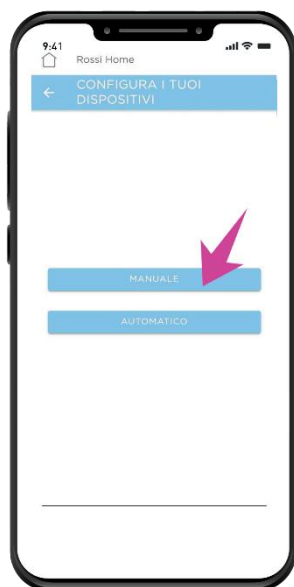 9:41
Rossi Home
CONFIGURA I TUOI
DISPOSITIVI
MANUALE
AUTOMATICO